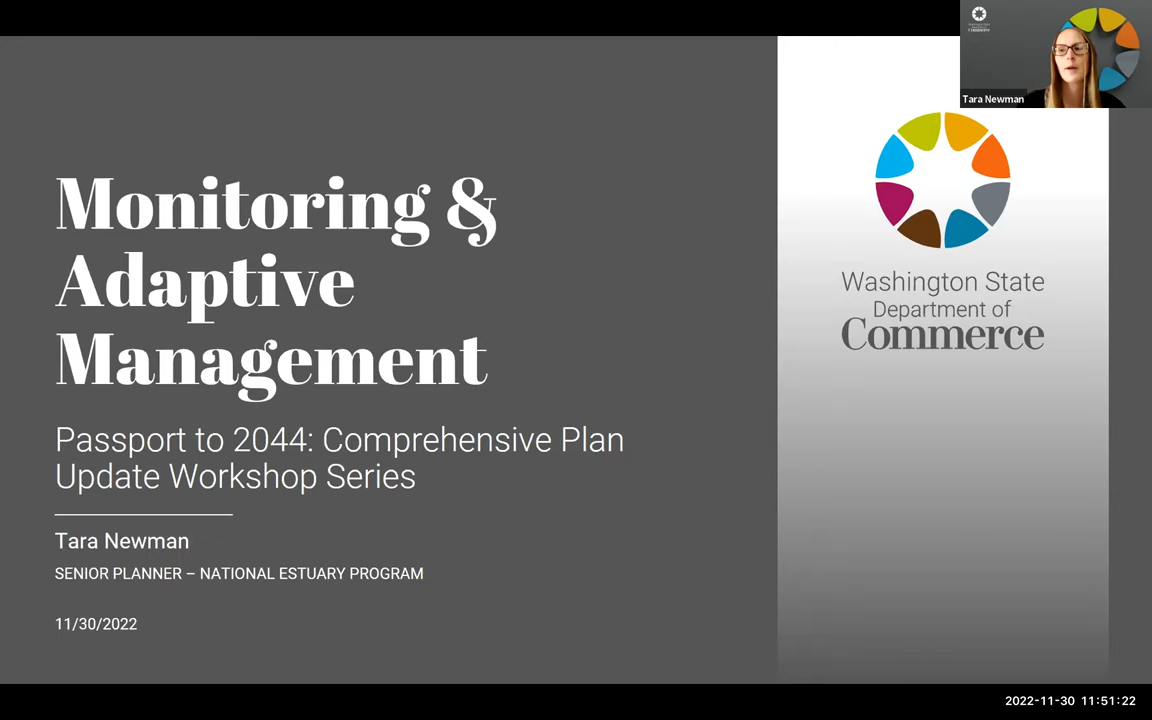 Monitoring &
Adaptive
Management
Passport to 2044: Comprehensive Plan
Update Workshop Series
Tara Newman
SENIOR PLANNER – NATIONAL ESTUARY PROGRAM
11/30/2022
Washington State
Department of
Commerce
Tara Newman
2022-11-30 11:51:22